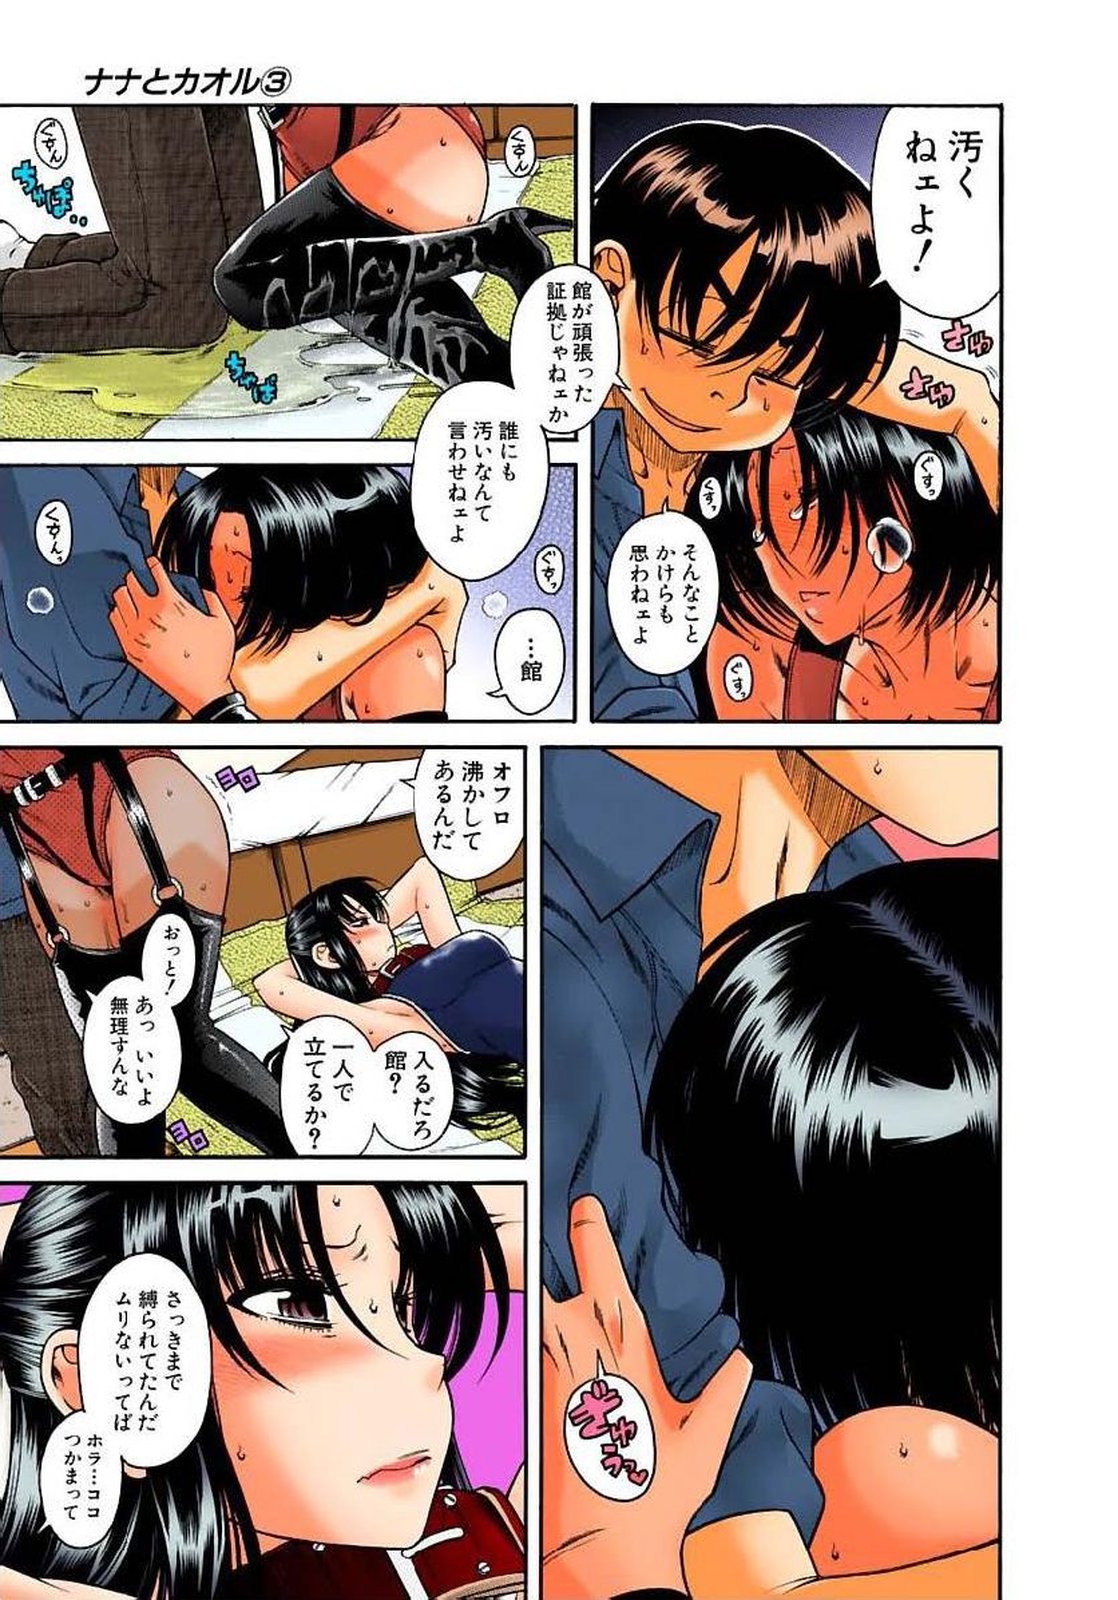 ナナとカオル③
汚く
ねェよ!
さわ
さわ
館が頑張った
証拠じゃねェか
誰にも
汚いなんて
言わせねェよ
そんなこと
かけらも
思わねェよ
ぐすっ
くすっ
ぐすっ
ぐすん
くすん
ちゅぽ‥
ちゅぱ
くすんっ
ぐすっ
…館
ぎゅうっ♥
オフロ
沸かして
あるんだ
入るだろ
館?
一人で
立てるか?
ヨロ
おっと!
あっ いいよ
無理すんな
ヨロ
さっきまで
縛られてたんだ
ムリないってば
ホラ…ココ
つかまって